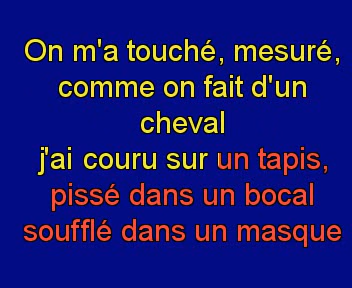 On m'a touché, mesuré,
comme on fait d'un
cheval
j'ai couru sur un tapis,
pissé dans un bocal
soufflé dans un masque